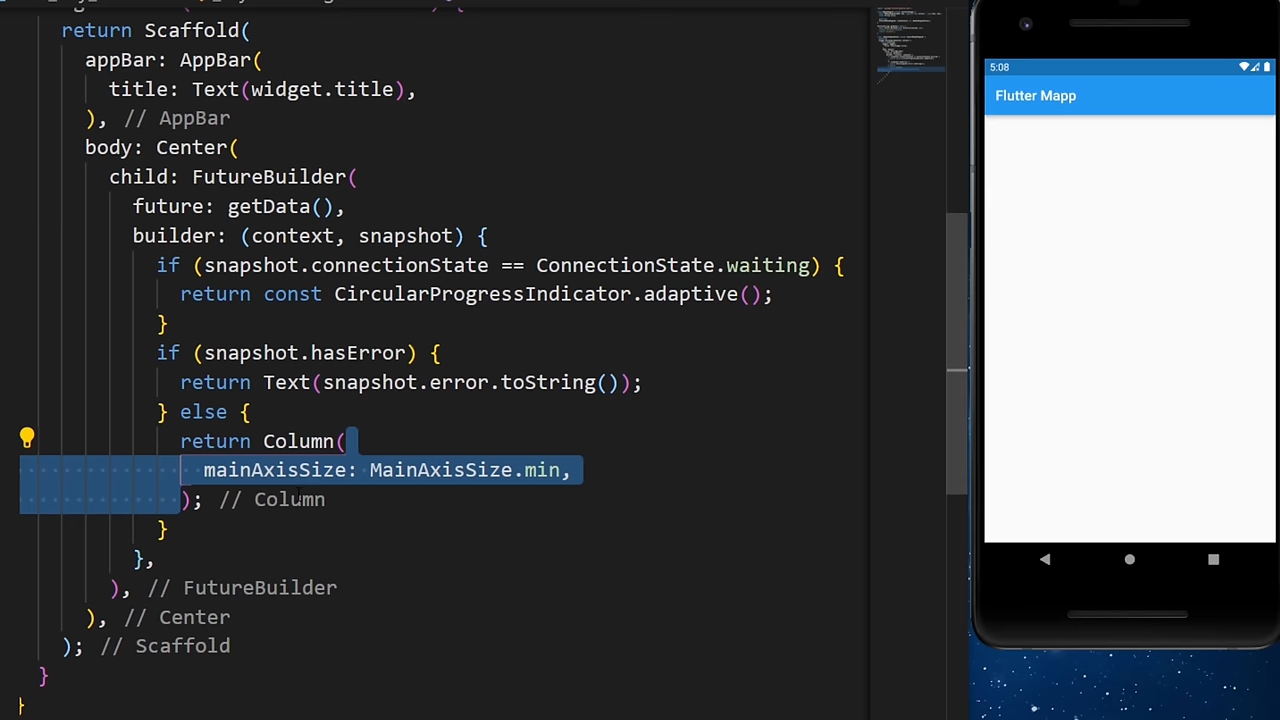 return Scaffold(
appBar: AppBar(
title: Text(widget.title),
), // AppBar
body: Center(
child: FutureBuilder(
future: getData(),
builder: (context, snapshot) {
if (snapshot.connectionState == ConnectionState.waiting) {
return const CircularProgressIndicator.adaptive();
}
if (snapshot.hasError) {
return Text(snapshot.error.toString());
} else {
return Column(
mainAxisSize: MainAxisSize.min,
); // Column
}
},
), // FutureBuilder
), // Center
); // Scaffold
}
}
5:08
Flutter Mapp